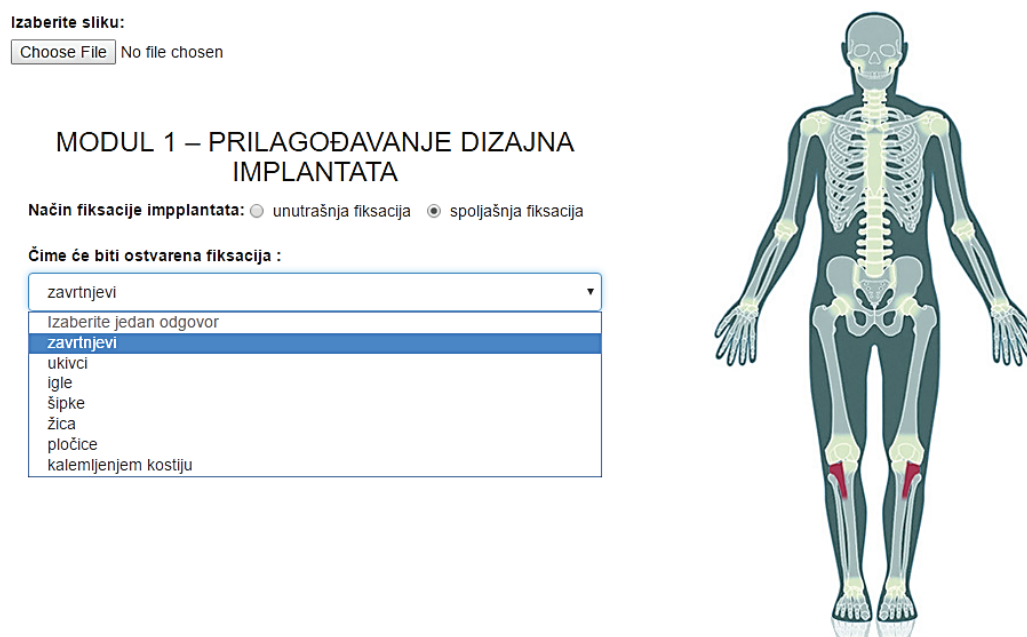 Izaberite sliku:
Choose File No file chosen
MODUL 1 – PRILAGOĐAVANJE DIZAJNA
IMPLANTATA
Način fiksacije impplantata: unutrašnja fiksacija spoljašnja fiksacija
Čime će biti ostvarena fiksacija :
zavrtnjevi
Izaberite jedan odgovor
zavrtnjevi
ukivci
igle
šipke
žica
pločice
kalemljenjem kostiju